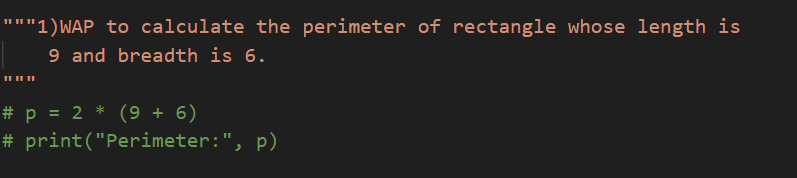 """1)WAP to calculate the perimeter of rectangle whose length is
9 and breadth is 6.
"""
# p = 2 * (9 + 6)
# print("Perimeter:", p)